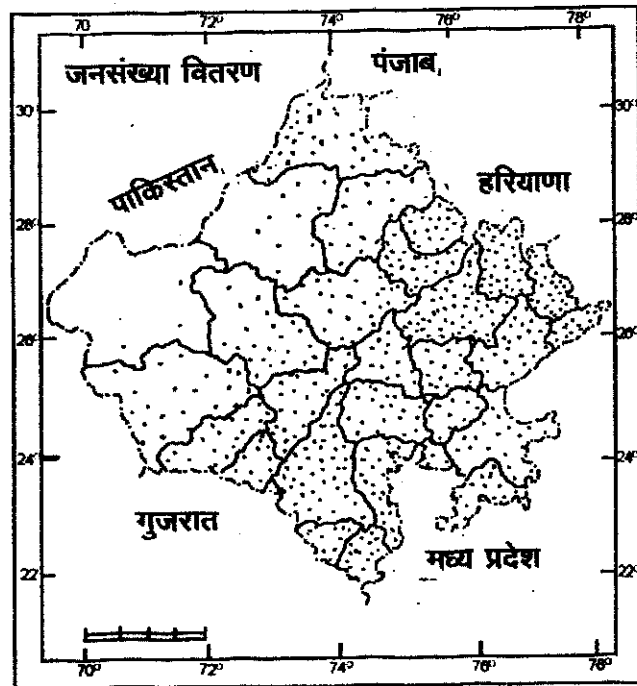 70 72° 74° 76° 78°
जनसंख्या वितरण
पंजाब
30° 30°
पाकिस्तान
हरियाणा
28° 28°
26° 26°
24° 24°
गुजरात
मध्य प्रदेश
22° 22°
70° 72° 74° 76° 78°